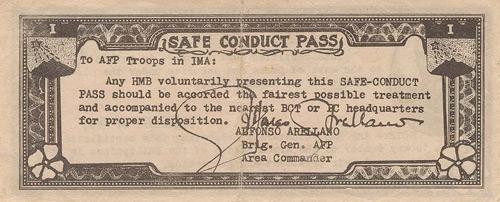 I I
SAFE CONDUCT PASS
To AFP Troops in IMA:
Any HMB voluntarily presenting this SAFE-CONDUCT
PASS should be accorded the fairest possible treatment
and accompanied to the nearest BCT or PC headquarters
for proper disposition.
ALFONSO ARELLANO
Brig. Gen. AFP
Area Commander